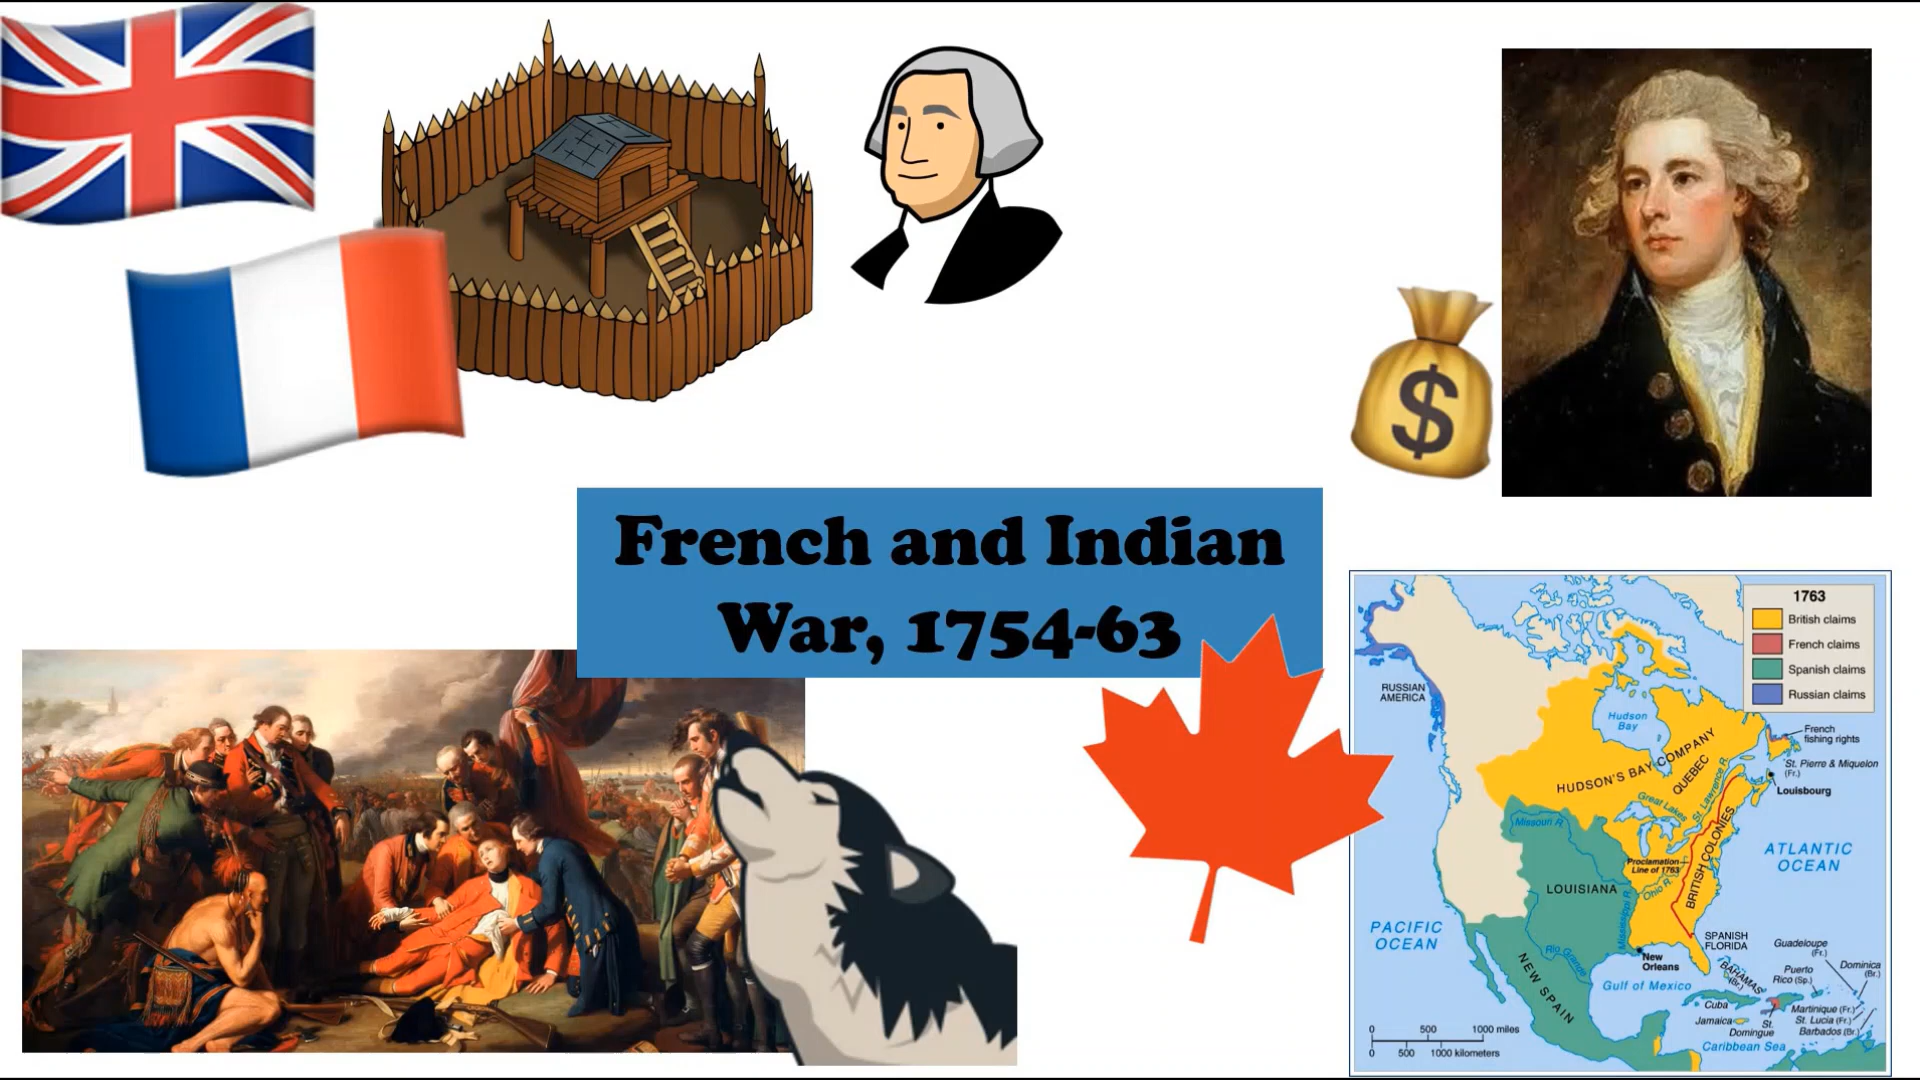 $
French and Indian
War, 1754-63
1763
British claims
French claims
Spanish claims
Russian claims
RUSSIAN
AMERICA
Hudson
Bay
French
fishing rights
HUDSON'S BAY COMPANY
QUEBEC
St. Lawrence R.
St. Pierre & Miquelon
(Fr.)
Louisbourg
Great Lakes
Missouri R.
BRITISH COLONIES
ATLANTIC
OCEAN
Proclamation
Line of 1763
Ohio R.
LOUISIANA
Mississippi R.
PACIFIC
OCEAN
SPANISH
FLORIDA
Rio Grande
New
Orleans
NEW SPAIN
Gulf of Mexico
BAHAMAS
(Br.)
Guadeloupe
(Fr.)
Dominica
(Br.)
Puerto
Rico (Sp.)
Cuba
Jamaica
St.
Domingue
Martinique (Fr.)
St. Lucia (Fr.)
Barbados (Br.)
Caribbean Sea
0 500 1000 miles
0 500 1000 kilometers